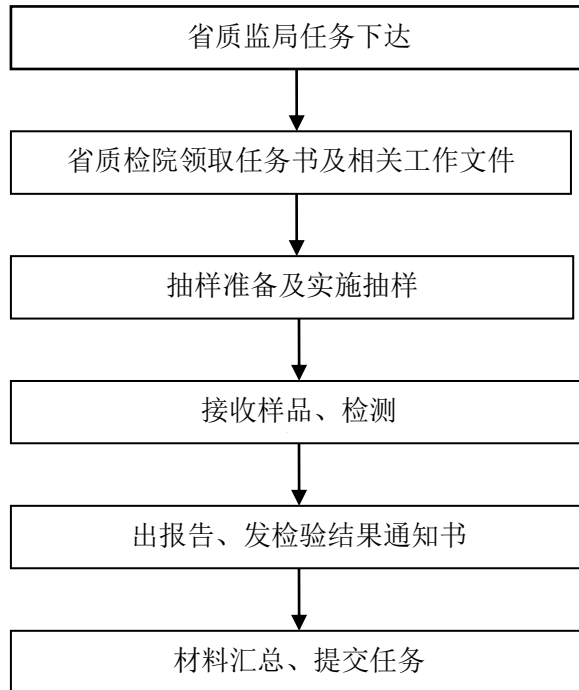 省质监局任务下达
省质检院领取任务书及相关工作文件
抽样准备及实施抽样
接收样品、检测
出报告、发检验结果通知书
材料汇总、提交任务